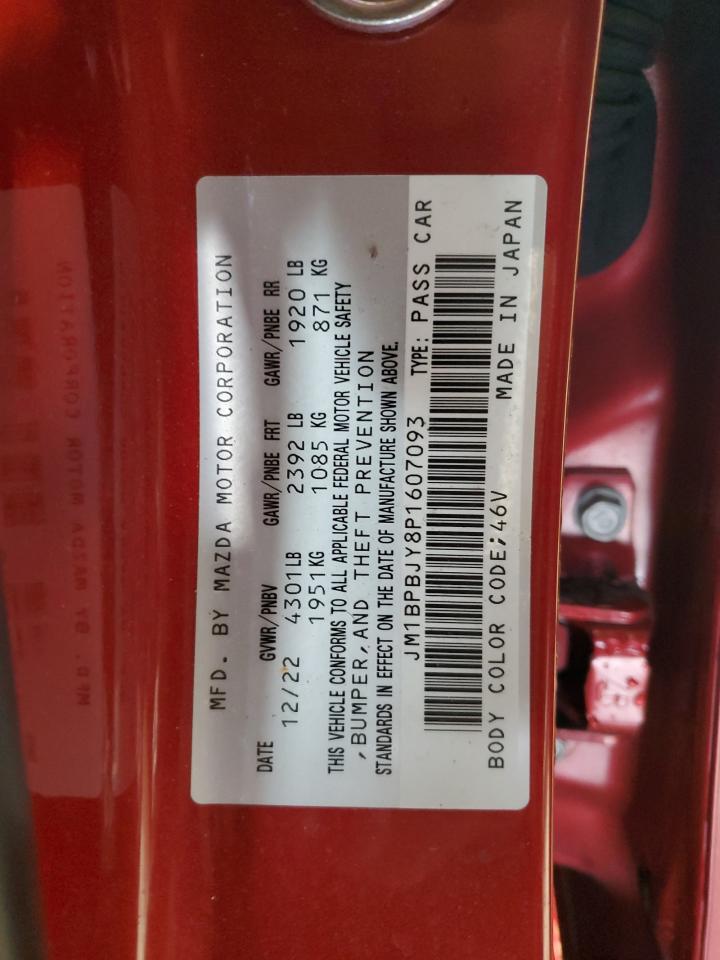 MFD. BY MAZDA MOTOR CORPORATION
DATE GVWR/PNBV GAWR/PNBE FRT GAWR/PNBE RR
12/22 4301LB 2392 LB 1920 LB
1951KG 1085 KG 871 KG
THIS VEHICLE CONFORMS TO ALL APPLICABLE FEDERAL MOTOR VEHICLE SAFETY
,BUMPER,AND THEFT PREVENTION
STANDARDS IN EFFECT ON THE DATE OF MANUFACTURE SHOWN ABOVE.
JM1BPBJY8P1607093 TYPE: PASS CAR
BODY COLOR CODE:46V MADE IN JAPAN